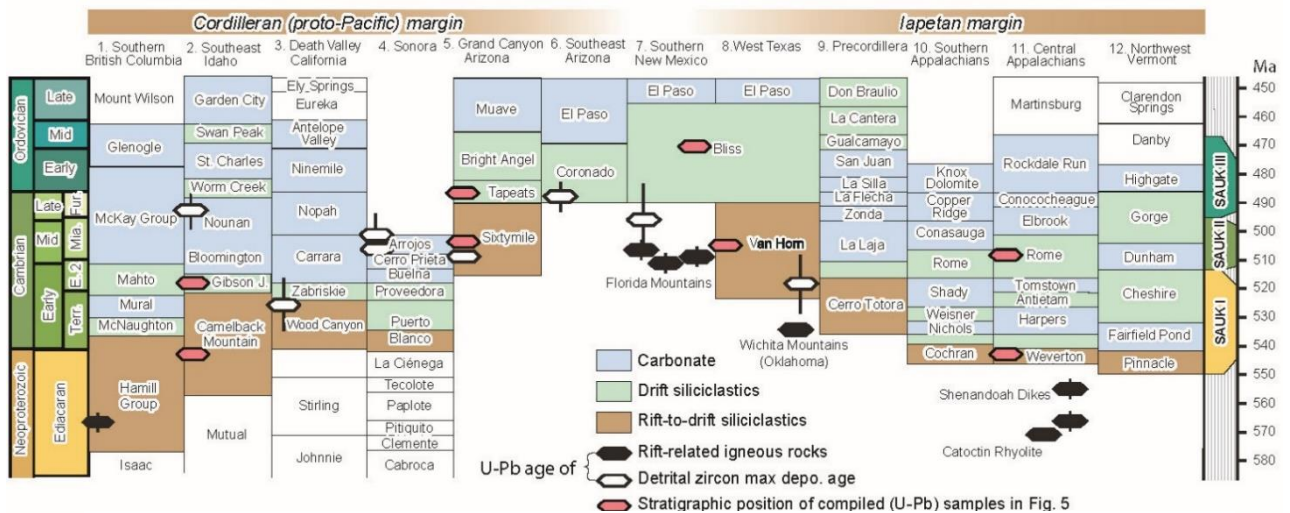 Cordilleran (proto-Pacific) margin
Iapetan margin
1. Southern British Columbia
2. Southeast Idaho
3. Death Valley California
4. Sonora
5. Grand Canyon Arizona
6. Southeast Arizona
7. Southern New Mexico
8.West Texas
9. Precordillera
10. Southern Appalachians
11. Central Appalachians
12. Northwest Vermont
Ma
Ordovician
Late
Mid
Early
Cambrian
Late
Fur.
Mid
Mia.
Early
E.2
Terr.
Neoproterozoic
Ediacaran
Mount Wilson
Glenogle
McKay Group
Mahto
Mural
McNaughton
Hamill Group
Isaac
Garden City
Swan Peak
St. Charles
Worm Creek
Nounan
Bloomington
Gibson J.
Camelback Mountain
Mutual
Ely Springs
Eureka
Antelope Valley
Ninemile
Nopah
Carrara
Zabriskie
Wood Canyon
Stirling
Johnnie
Arrojos
Cerro Prieta
Buelna
Proveedora
Puerto
Blanco
La Ciénega
Tecolote
Paplote
Pitiquito
Clemente
Cabroca
Muave
Bright Angel
Tapeats
Sixtymile
El Paso
Coronado
El Paso
Bliss
Florida Mountains
El Paso
Van Horn
Wichita Mountains
(Oklahoma)
Don Braulio
La Cantera
Gualcamayo
San Juan
La Silla
La Flecha
Zonda
La Laja
Cerro Totora
Knox
Dolomite
Copper
Ridge
Conasauga
Rome
Shady
Weisner
Nichols
Cochran
Martinsburg
Rockdale Run
Conococheague
Elbrook
Rome
Tomstown
Antietam
Harpers
Weverton
Shenandoah Dikes
Catoctin Rhyolite
Clarendon
Springs
Danby
Highgate
Gorge
Dunham
Cheshire
Fairfield Pond
Pinnacle
SAUK III
SAUK II
SAUK I
450
460
470
480
490
500
510
520
530
540
550
560
570
580
Carbonate
Drift siliciclastics
Rift-to-drift siliciclastics
U-Pb age of
Rift-related igneous rocks
Detrital zircon max depo. age
Stratigraphic position of compiled (U-Pb) samples in Fig. 5